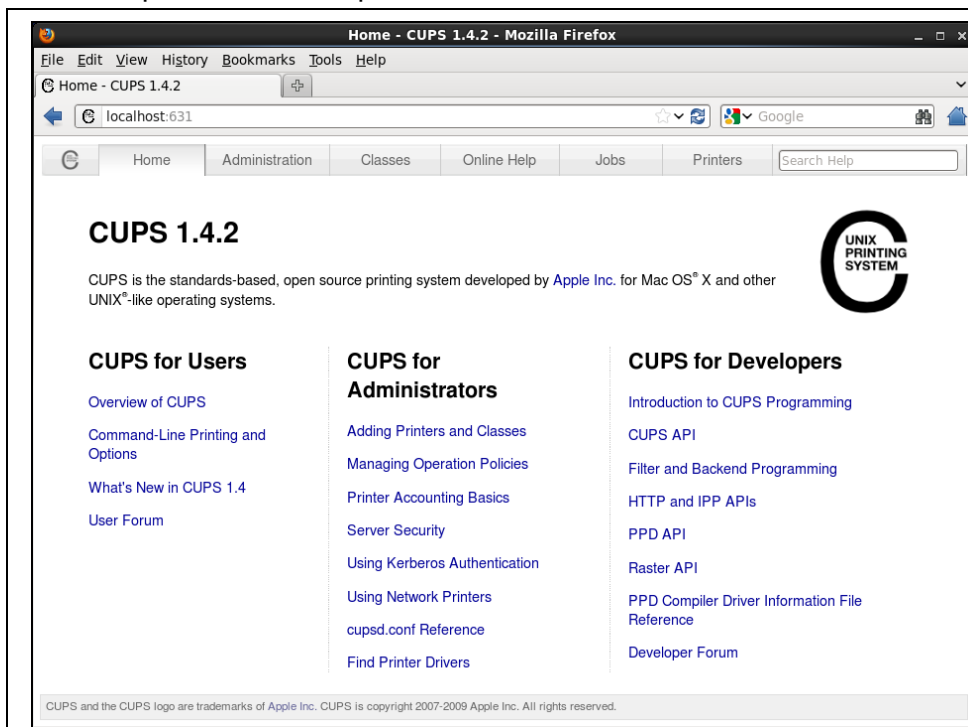 Home - CUPS 1.4.2 - Mozilla Firefox
File Edit View History Bookmarks Tools Help
Home - CUPS 1.4.2
localhost:631 Google
Home Administration Classes Online Help Jobs Printers Search Help
CUPS 1.4.2
CUPS is the standards-based, open source printing system developed by Apple Inc. for Mac OS® X and other
UNIX®-like operating systems.
UNIX
PRINTING
SYSTEM
CUPS for Users
Overview of CUPS
Command-Line Printing and
Options
What's New in CUPS 1.4
User Forum
CUPS for
Administrators
Adding Printers and Classes
Managing Operation Policies
Printer Accounting Basics
Server Security
Using Kerberos Authentication
Using Network Printers
cupsd.conf Reference
Find Printer Drivers
CUPS for Developers
Introduction to CUPS Programming
CUPS API
Filter and Backend Programming
HTTP and IPP APIs
PPD API
Raster API
PPD Compiler Driver Information File
Reference
Developer Forum
CUPS and the CUPS logo are trademarks of Apple Inc. CUPS is copyright 2007-2009 Apple Inc. All rights reserved.